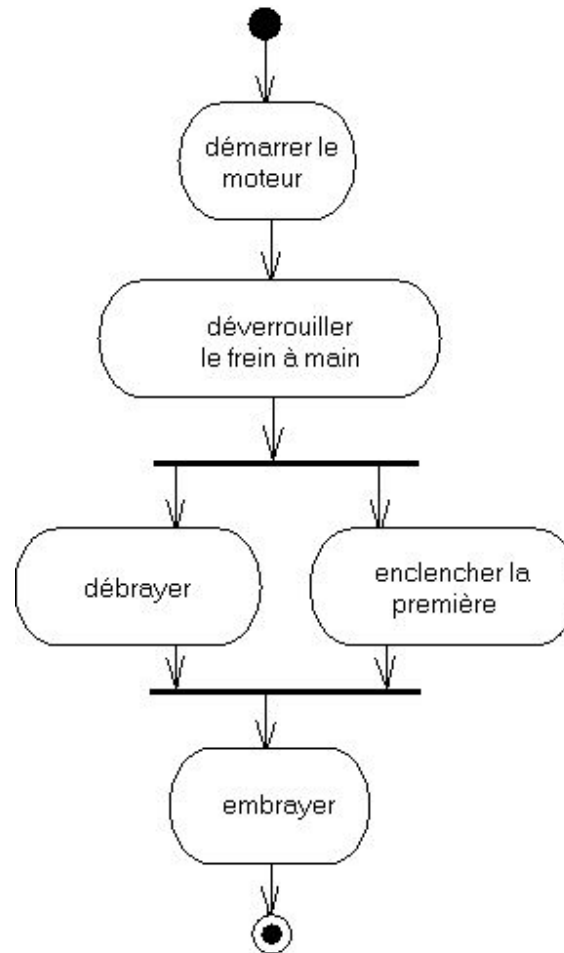 démarrer le
moteur
déverrouiller
le frein à main
débrayer
enclencher la
première
embrayer